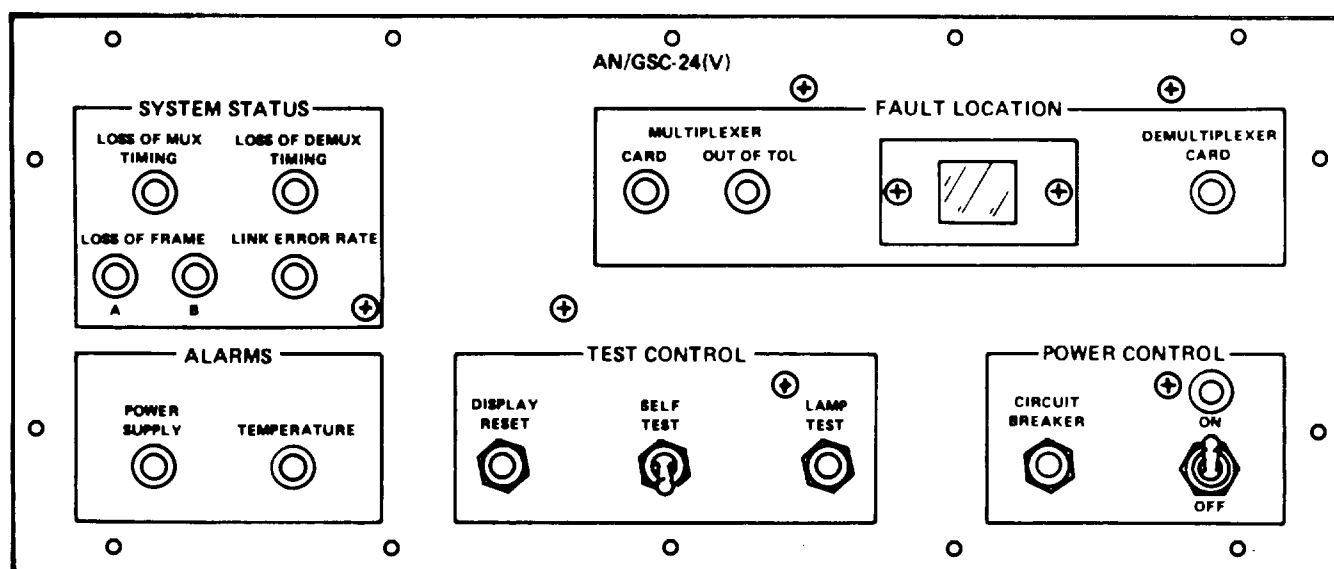 AN/GSC-24(V)
SYSTEM STATUS
LOSS OF MUX
TIMING
LOSS OF DEMUX
TIMING
LOSS OF FRAME
A
B
LINK ERROR RATE
FAULT LOCATION
MULTIPLEXER
CARD
OUT OF TOL
DEMULTIPLEXER
CARD
ALARMS
POWER
SUPPLY
TEMPERATURE
TEST CONTROL
DISPLAY
RESET
SELF
TEST
LAMP
TEST
POWER CONTROL
CIRCUIT
BREAKER
ON
OFF